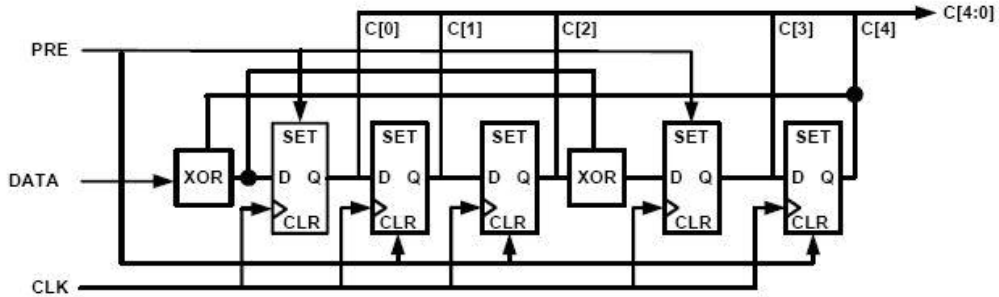 C[4:0]
C[0] C[1] C[2] C[3] C[4]
PRE
SET SET SET SET SET
DATA XOR D Q D Q D Q XOR D Q D Q
CLR CLR CLR CLR CLR
CLK